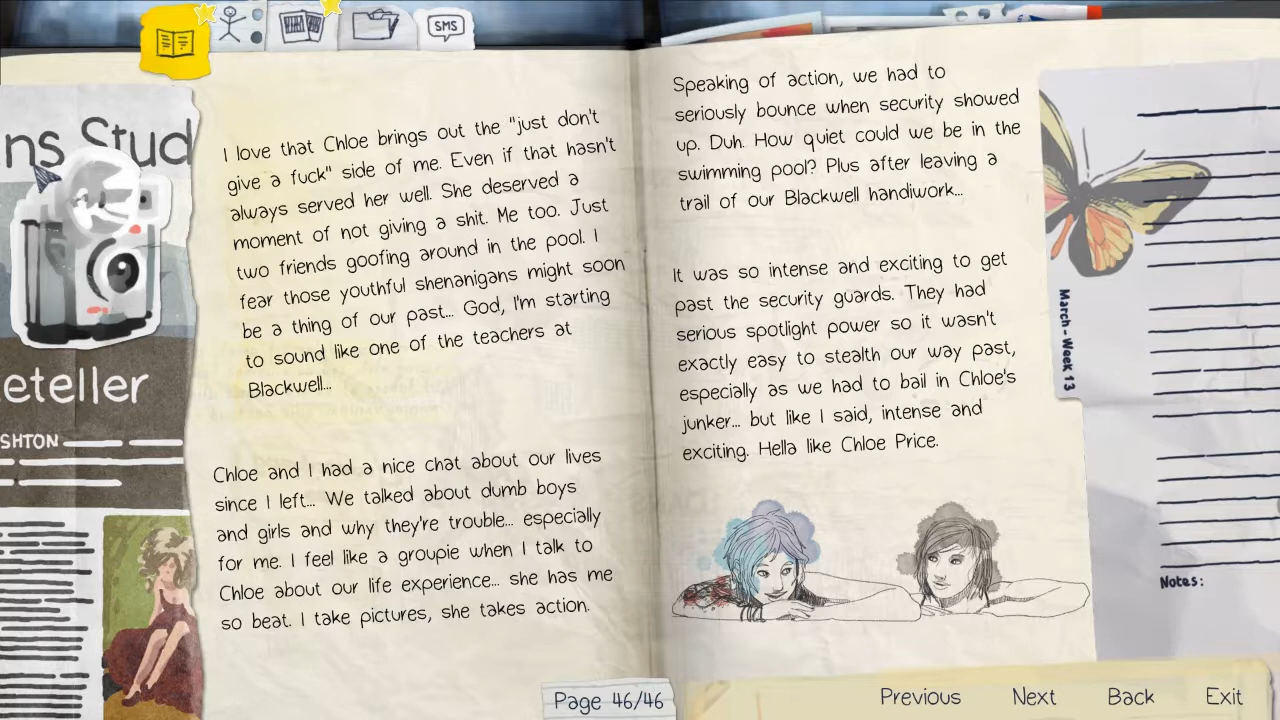 SMS
ns Stud
eteller
SHTON
I love that Chloe brings out the "just don't
give a fuck" side of me. Even if that hasn't
always served her well. She deserved a
moment of not giving a shit. Me too. Just
two friends goofing around in the pool. I
fear those youthful shenanigans might soon
be a thing of our past... God, I'm starting
to sound like one of the teachers at
Blackwell...
Chloe and I had a nice chat about our lives
since I left... We talked about dumb boys
and girls and why they're trouble... especially
for me. I feel like a groupie when I talk to
Chloe about our life experience... she has me
so beat. I take pictures, she takes action.
Speaking of action, we had to
seriously bounce when security showed
up. Duh. How quiet could we be in the
swimming pool? Plus after leaving a
trail of our Blackwell handiwork...
It was so intense and exciting to get
past the security guards. They had
serious spotlight power so it wasn't
exactly easy to stealth our way past,
especially as we had to bail in Chloe's
junker... but like I said, intense and
exciting. Hella like Chloe Price.
March - Week 13
Notes:
Page 46/46
Previous Next Back Exit